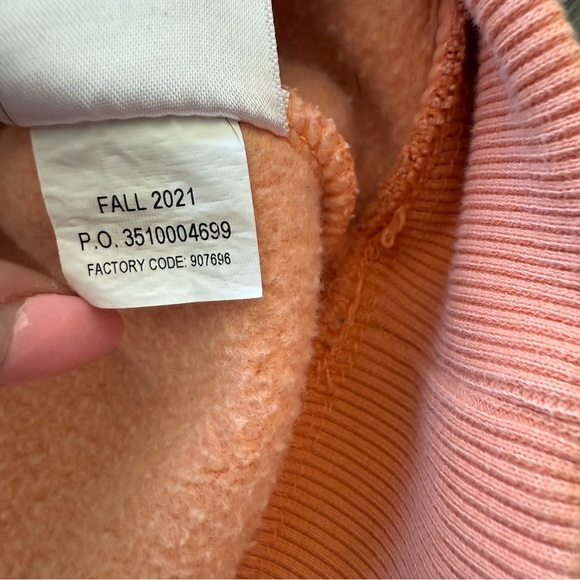 FALL 2021
P.O. 3510004699
FACTORY CODE: 907696